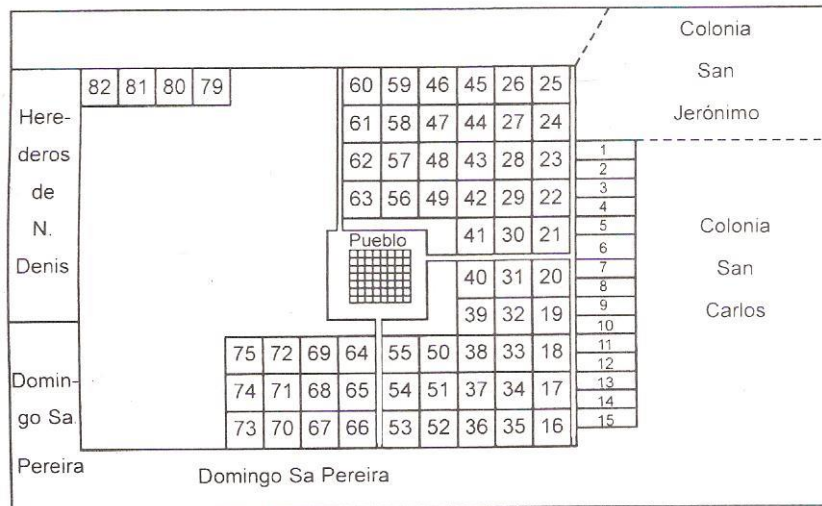 Colonia
San
Jerónimo
82 81 80 79
60 59 46 45 26 25
61 58 47 44 27 24
62 57 48 43 28 23
63 56 49 42 29 22
41 30 21
Pueblo
40 31 20
39 32 19
75 72 69 64 55 50 38 33 18
74 71 68 65 54 51 37 34 17
73 70 67 66 53 52 36 35 16
1
2
3
4
5
6
7
8
9
10
11
12
13
14
15
Here-
deros
de
N.
Denis
Colonia
San
Carlos
Domin-
go Sa
Pereira
Domingo Sa Pereira